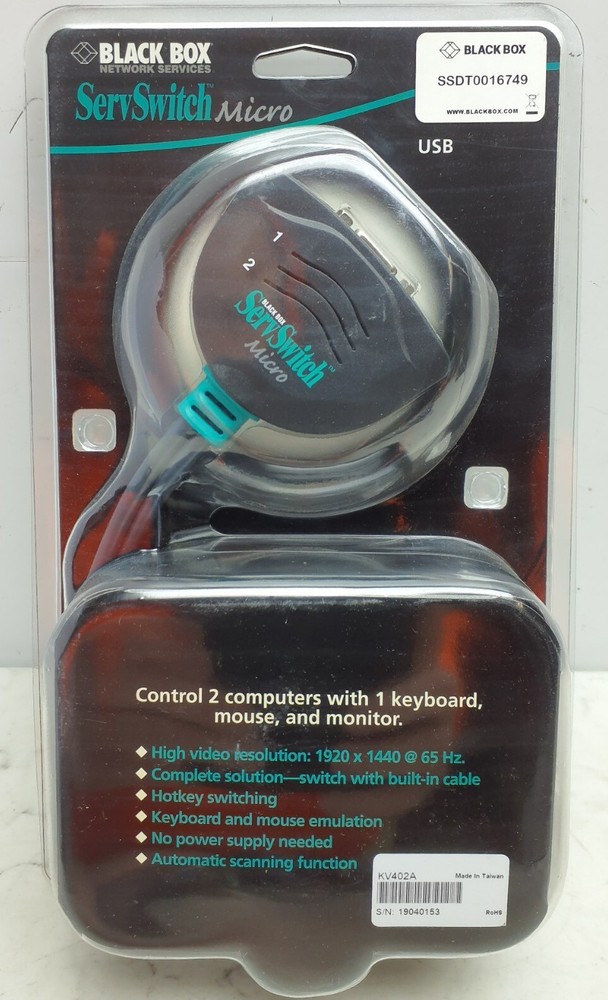 BLACK BOX
NETWORK SERVICES
ServSwitch™ Micro
BLACK BOX
SSDT0016749
WWW.BLACKBOX.COM
USB
1
2
BLACK BOX
ServSwitch™
Micro
Control 2 computers with 1 keyboard,
mouse, and monitor.
◆ High video resolution: 1920 x 1440 @ 65 Hz.
◆ Complete solution—switch with built-in cable
◆ Hotkey switching
◆ Keyboard and mouse emulation
◆ No power supply needed
◆ Automatic scanning function
KV402A Made In Taiwan
S/N: 19040153 RoHS